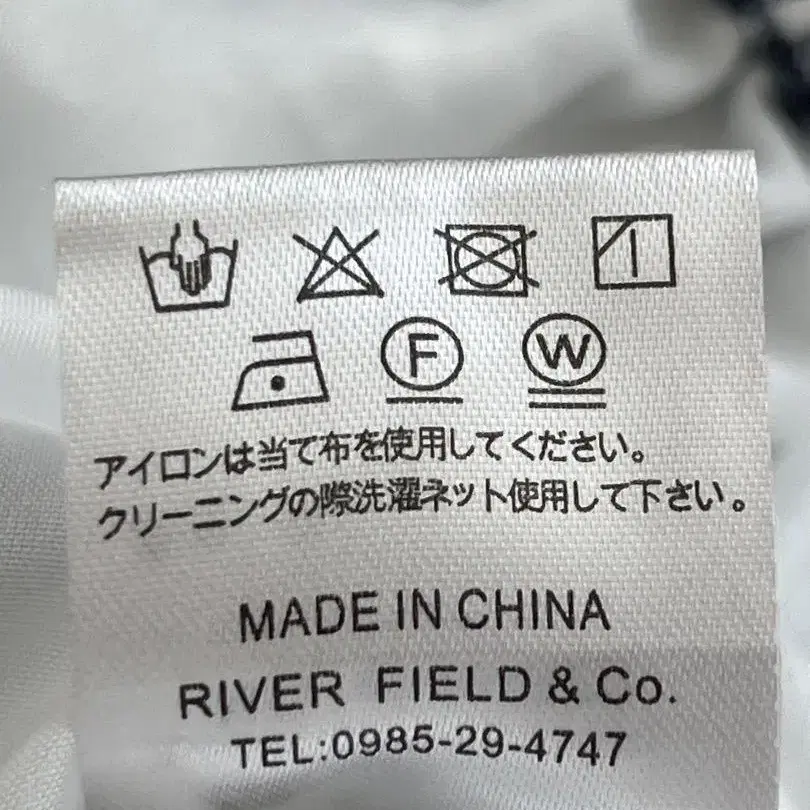 F W
アイロンは当て布を使用してください。
クリーニングの際洗濯ネット使用して下さい。
MADE IN CHINA
RIVER FIELD & Co.
TEL:0985-29-4747